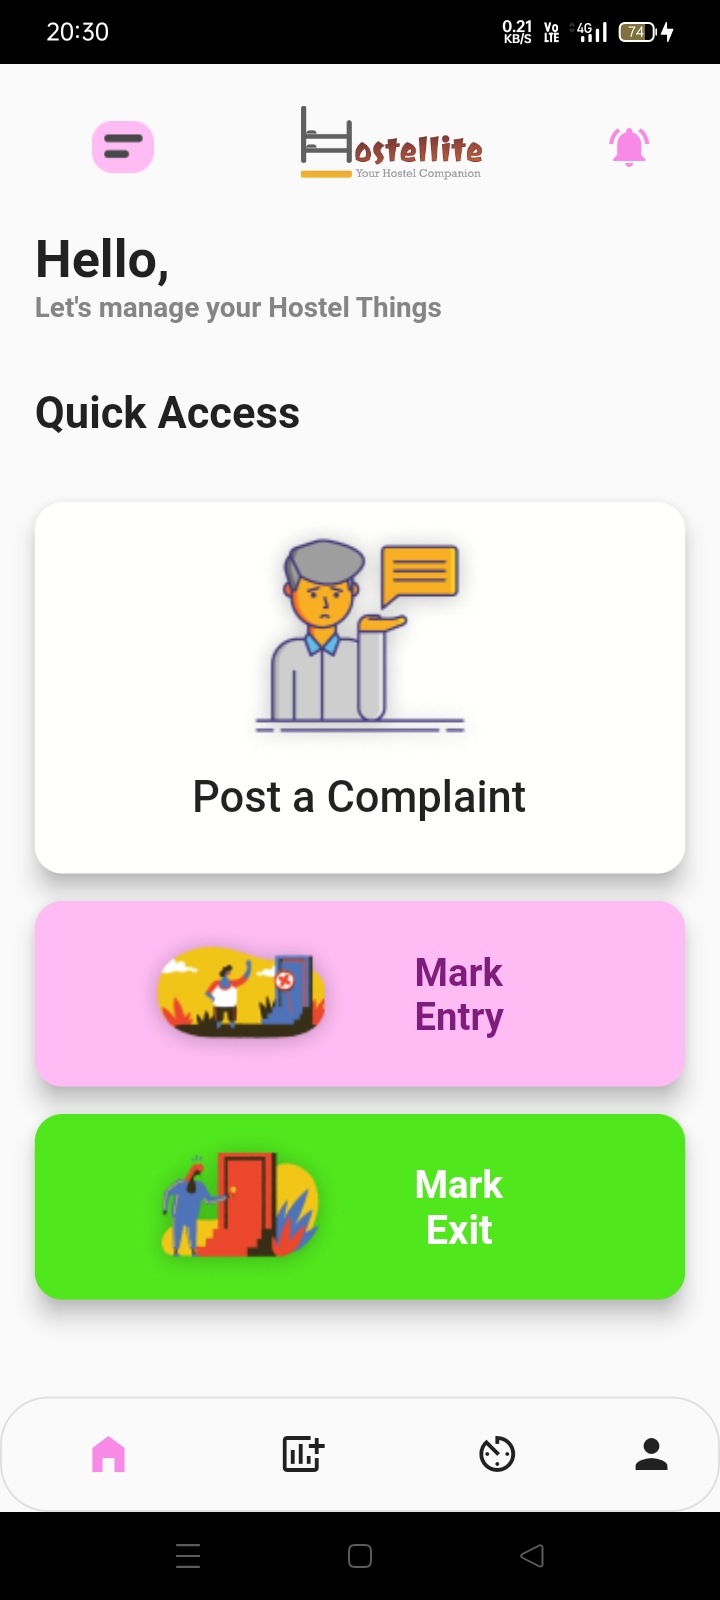 20:30
0.21
KB/S
Vo
LTE
4G
74
Hostellite
Your Hostel Companion
Hello,
Let's manage your Hostel Things
Quick Access
Post a Complaint
Mark
Entry
Mark
Exit